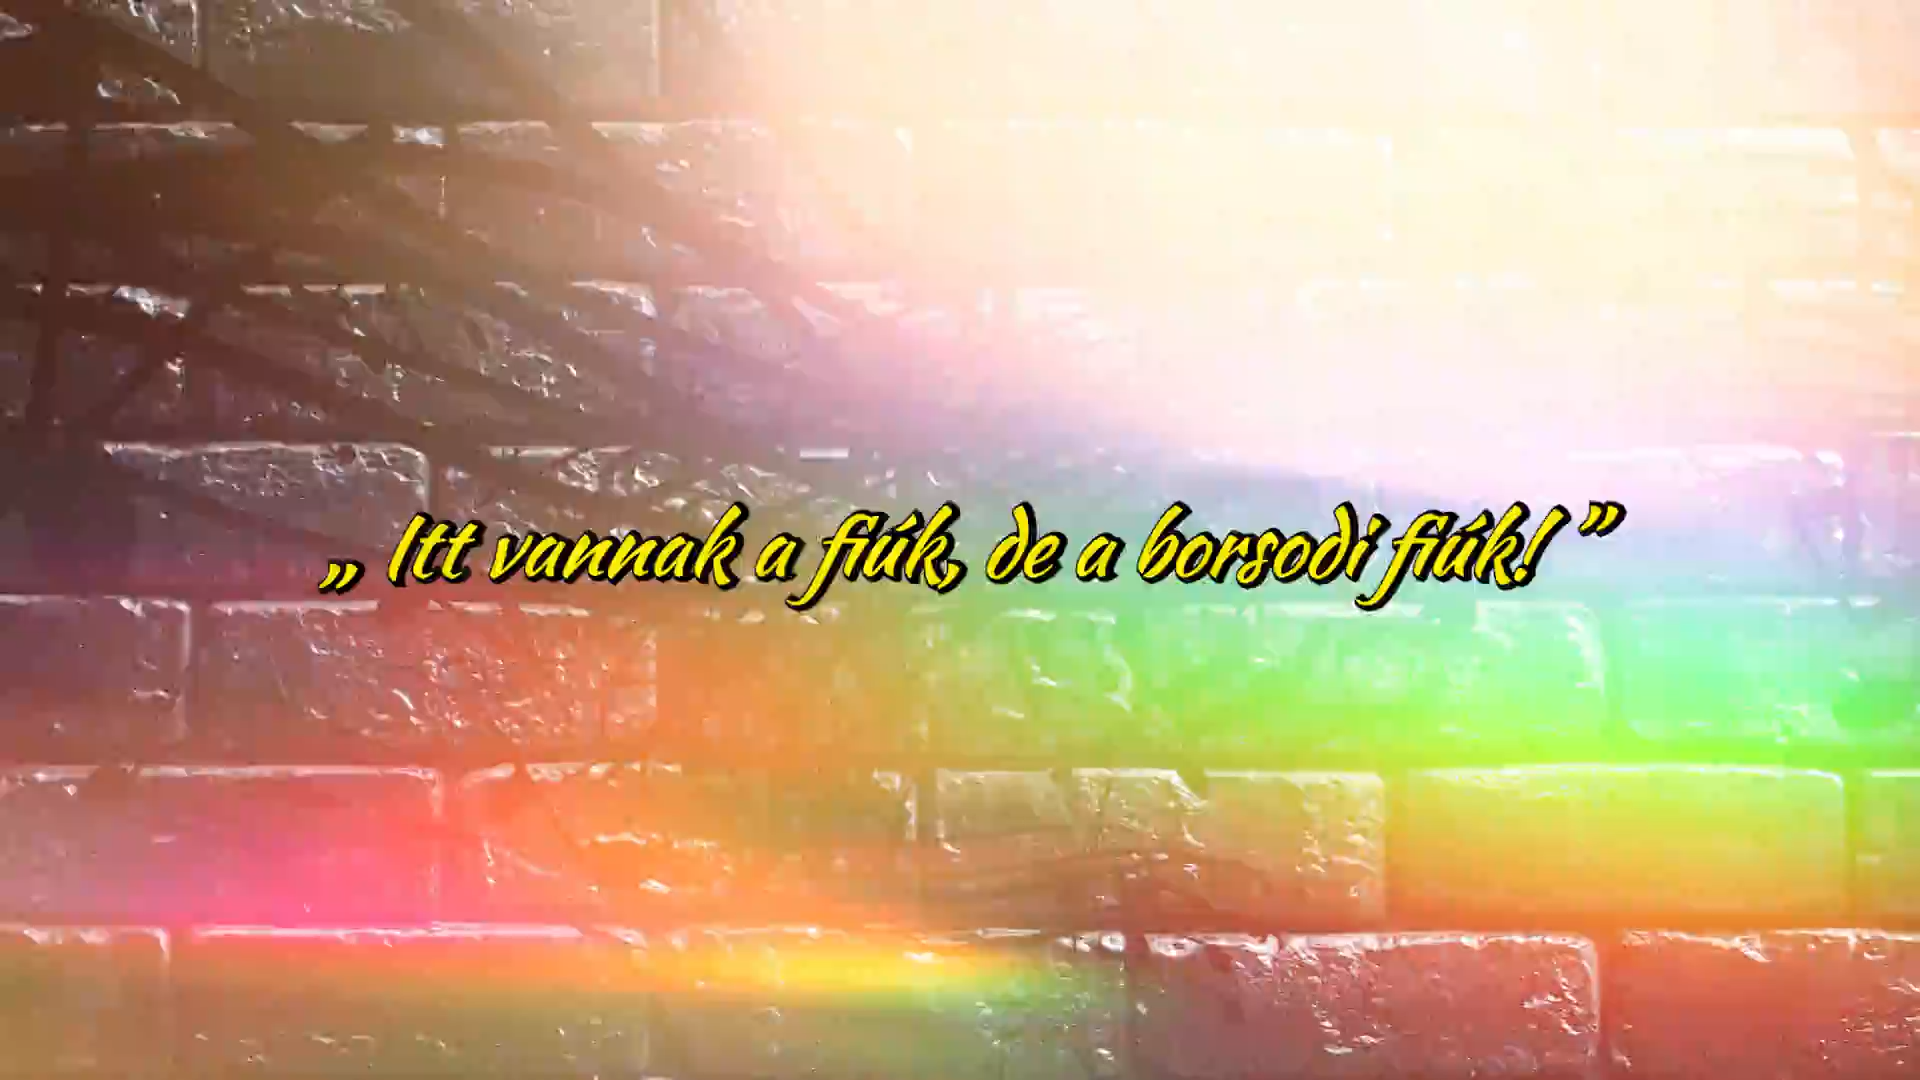 „ Itt vannak a fiúk, de a borsodi fiúk! ”